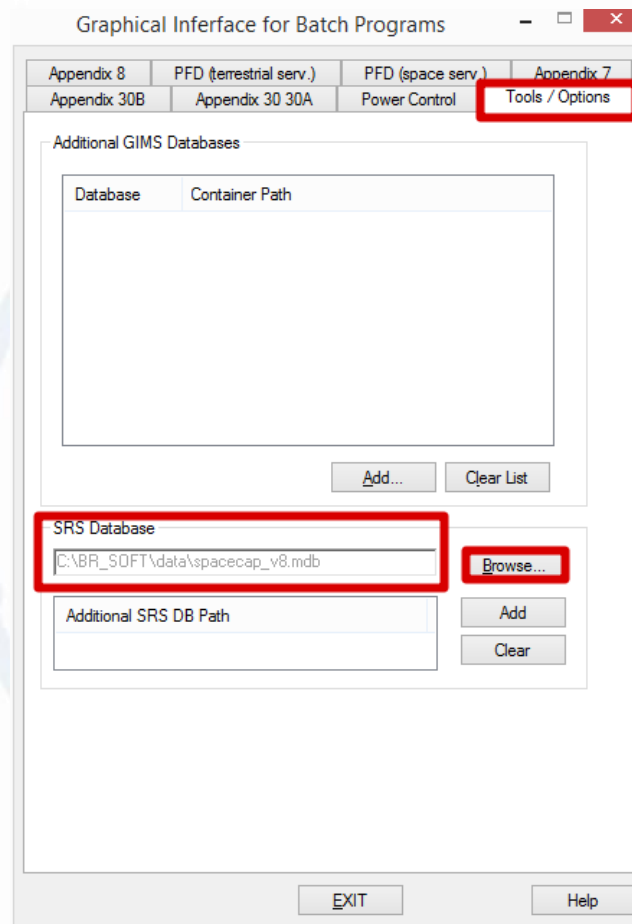 Graphical Inferface for Batch Programs
Appendix 8 PFD (terrestrial serv.) PFD (space serv.) Appendix 7
Appendix 30B Appendix 30 30A Power Control Tools / Options
Additional GIMS Databases
Database Container Path
Add... Clear List
SRS Database
C:\BR_SOFT\data\spacecap_v8.mdb
Browse...
Additional SRS DB Path
Add
Clear
EXIT Help